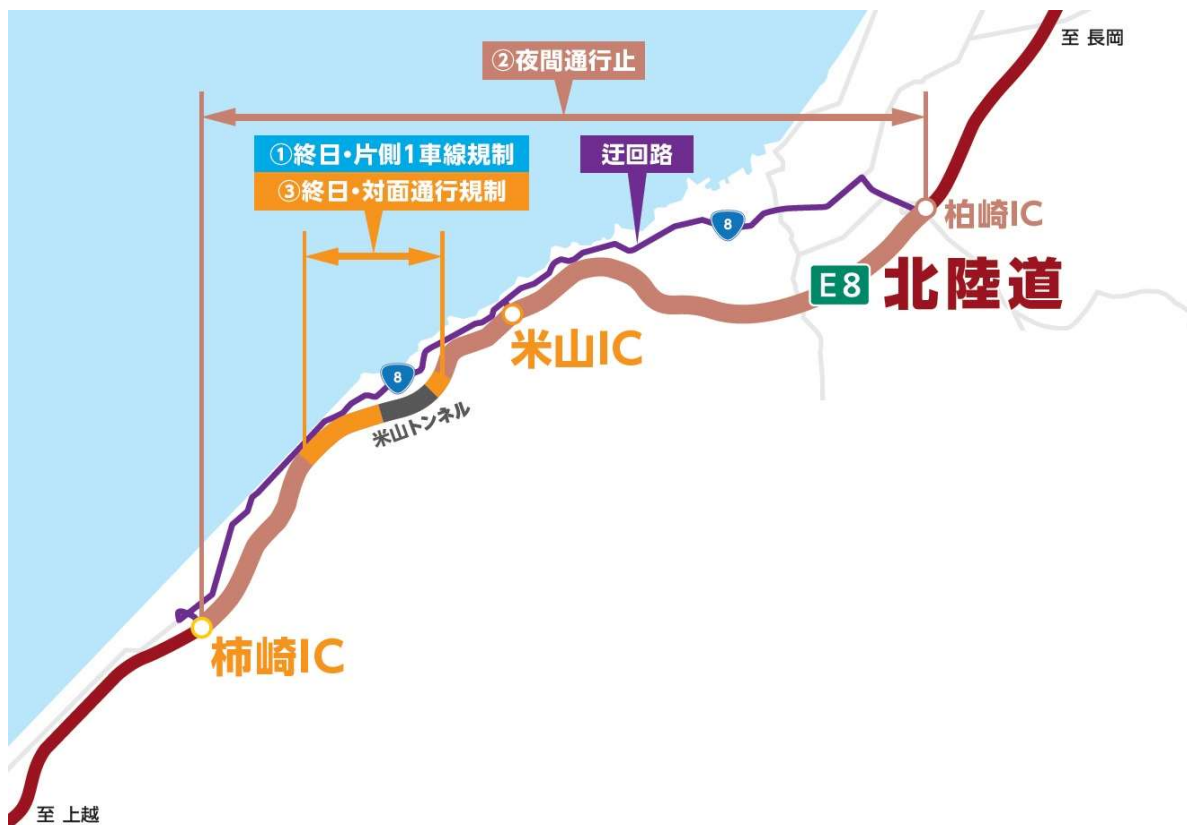 至 長岡
②夜間通行止
①終日・片側1車線規制
③終日・対面通行規制
迂回路
8
柏崎IC
E8 北陸道
米山IC
8
米山トンネル
柿崎IC
至 上越